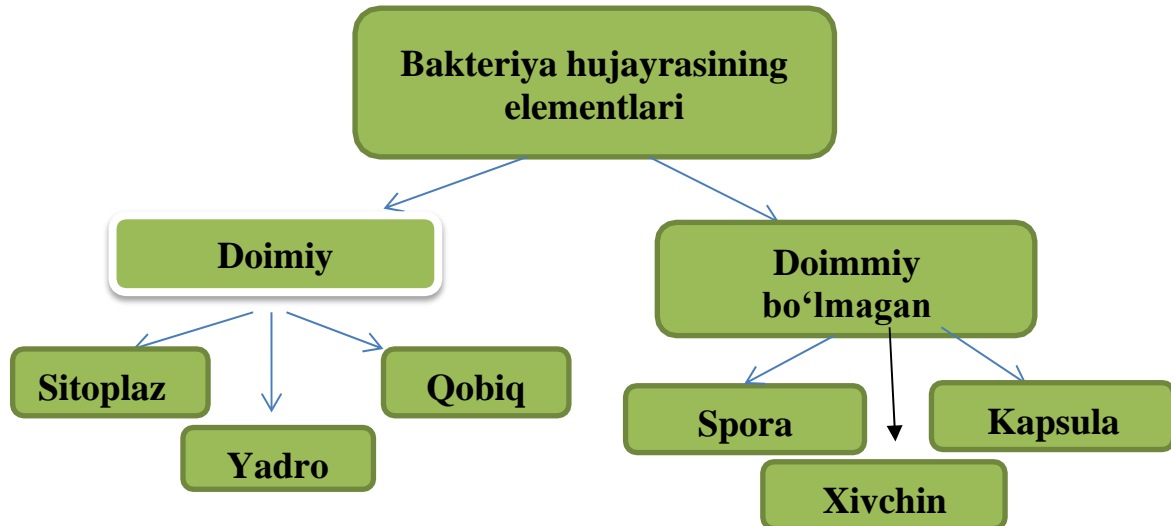 Bakteriya hujayrasining
elementlari
Doimiy
Doimmiy
bo‘lmagan
Sitoplaz
Qobiq
Yadro
Spora
Kapsula
Xivchin